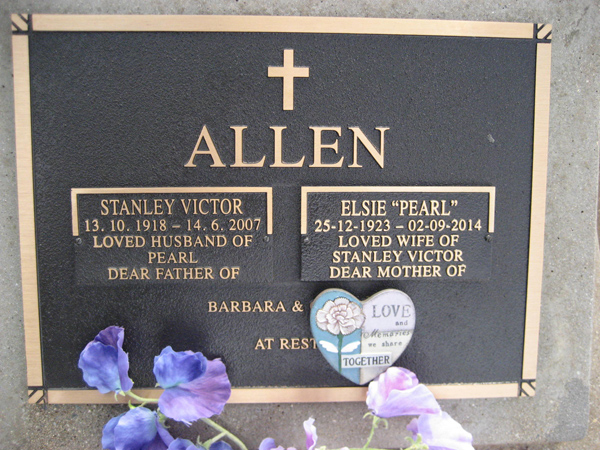 ALLEN
STANLEY VICTOR
13. 10. 1918 – 14. 6. 2007
LOVED HUSBAND OF
PEARL
DEAR FATHER OF
ELSIE "PEARL"
25-12-1923 – 02-09-2014
LOVED WIFE OF
STANLEY VICTOR
DEAR MOTHER OF
BARBARA &
AT REST
LOVE
and
Memories
we share
TOGETHER